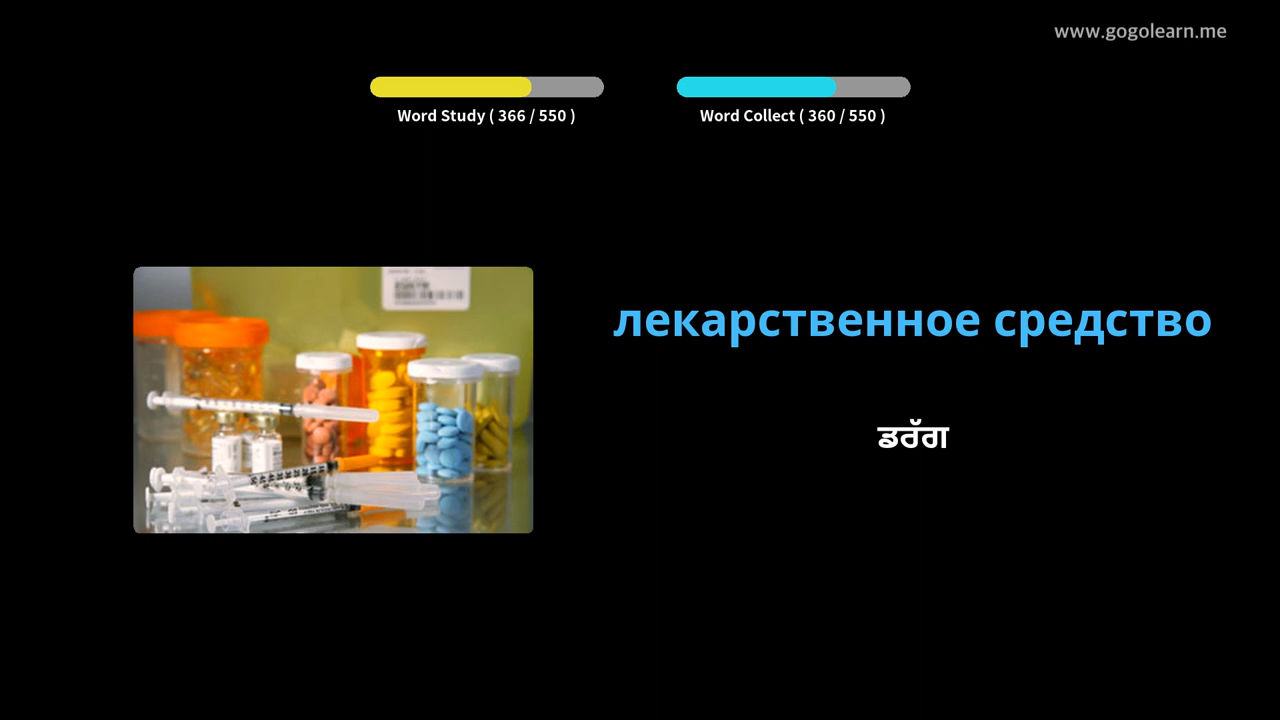 www.gogolearn.me
Word Study ( 366 / 550 )
Word Collect ( 360 / 550 )
лекарственное средство
ਡਰੱਗ